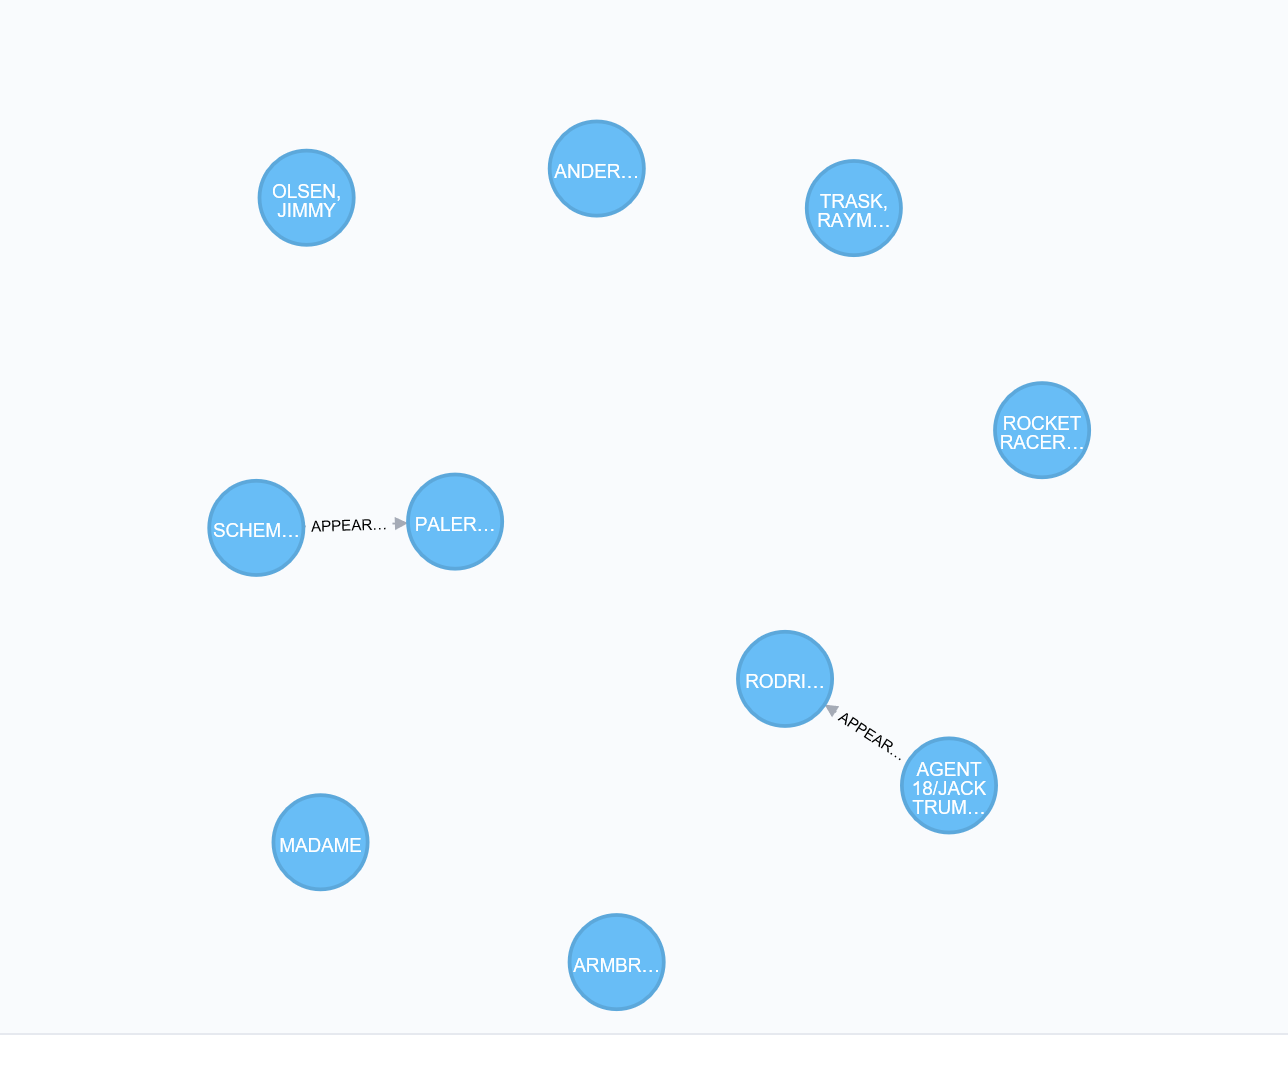 ANDER...
OLSEN,
JIMMY
TRASK,
RAYM...
ROCKET
RACER...
SCHEM...
APPEAR...
PALER...
RODRI...
APPEAR...
AGENT
18/JACK
TRUM...
MADAME
ARMBR...